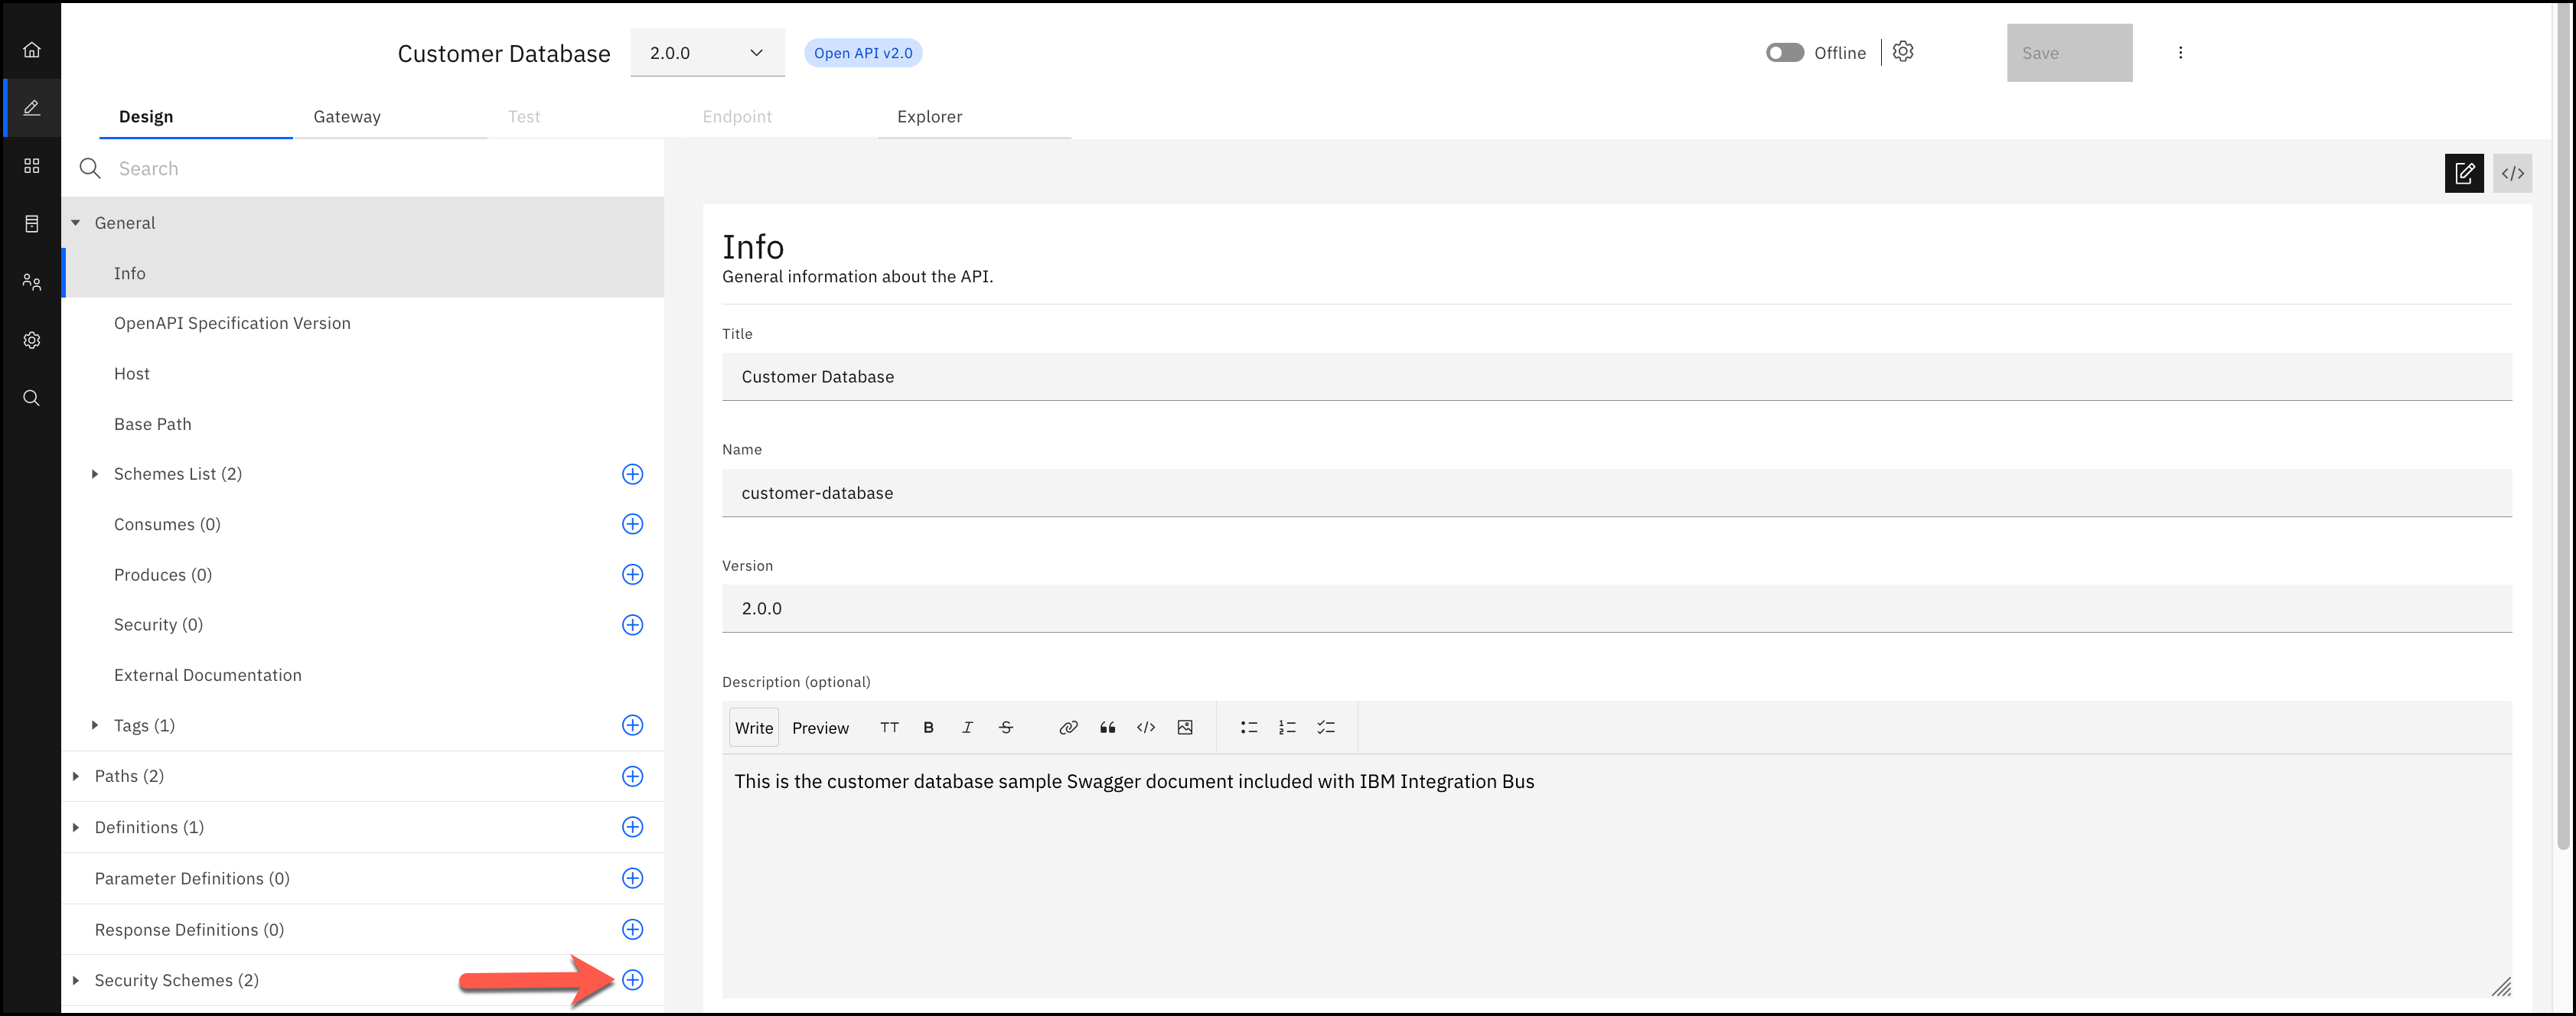 Customer Database
2.0.0
Open API v2.0
Offline
Save
Design
Gateway
Test
Endpoint
Explorer
Search
General
Info
OpenAPI Specification Version
Host
Base Path
Schemes List (2)
Consumes (0)
Produces (0)
Security (0)
External Documentation
Tags (1)
Paths (2)
Definitions (1)
Parameter Definitions (0)
Response Definitions (0)
Security Schemes (2)
Info
General information about the API.
Title
Customer Database
Name
customer-database
Version
2.0.0
Description (optional)
Write Preview
This is the customer database sample Swagger document included with IBM Integration Bus